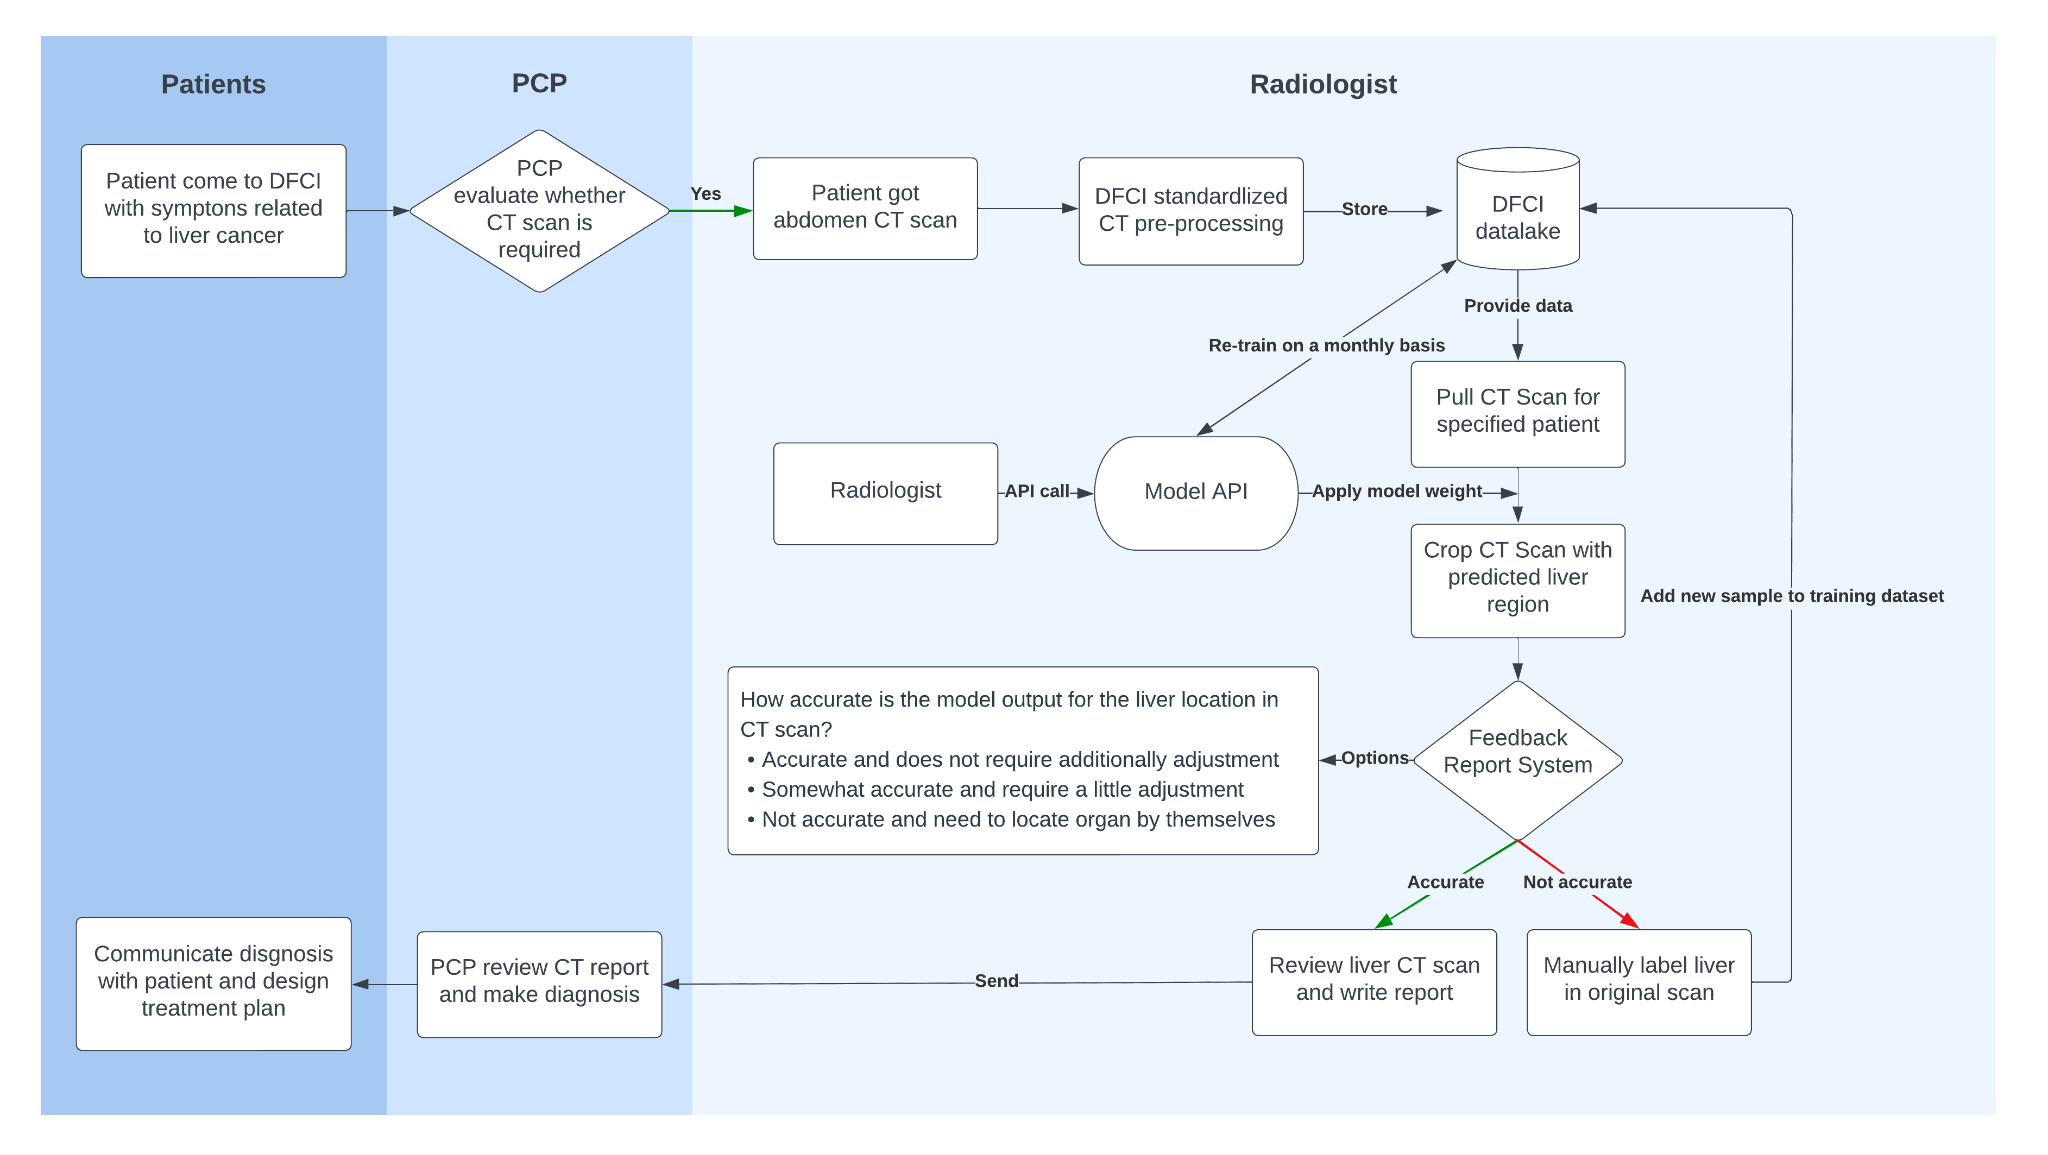 Patients
PCP
Radiologist
Patient come to DFCI
with symptons related
to liver cancer
PCP
evaluate whether
CT scan is
required
Yes
Patient got
abdomen CT scan
DFCI standardlized
CT pre-processing
Store
DFCI
datalake
Provide data
Re-train on a monthly basis
Pull CT Scan for
specified patient
Radiologist
API call
Model API
Apply model weight
Crop CT Scan with
predicted liver
region
Add new sample to training dataset
How accurate is the model output for the liver location in
CT scan?
• Accurate and does not require additionally adjustment
• Somewhat accurate and require a little adjustment
• Not accurate and need to locate organ by themselves
Options
Feedback
Report System
Accurate
Not accurate
Communicate disgnosis
with patient and design
treatment plan
PCP review CT report
and make diagnosis
Send
Review liver CT scan
and write report
Manually label liver
in original scan